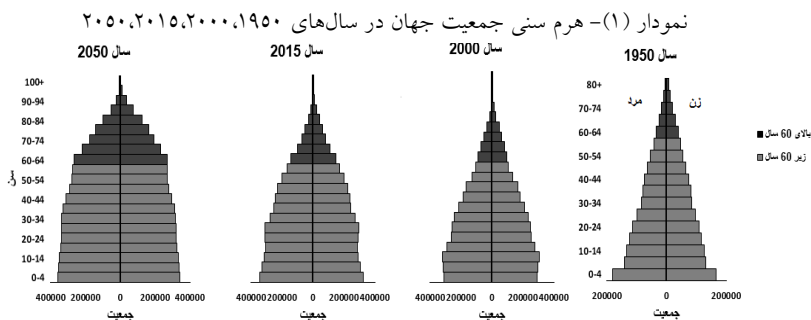 نمودار (۱)- هرم سنی جمعیت جهان در سال‌های ۱۹۵۰،۲۰۰۰،۲۰۱۵،۲۰۵۰
سال 1950
سال 2000
سال 2015
سال 2050
80+
70-74
60-64
50-54
40-44
30-34
20-24
10-14
0-4
مرد
زن
200000 0 200000
جمعیت
بالای 60 سال
زیر 60 سال
400000 200000 0 200000 400000
جمعیت
400000 200000 0 200000 400000
جمعیت
سن
100+
90-94
80-84
70-74
60-64
50-54
40-44
30-34
20-24
10-14
0-4
400000 200000 0 200000 400000
جمعیت